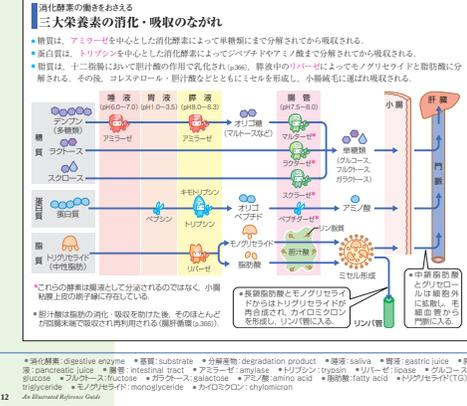 消化酵素の働きをおさえる
三大栄養素の消化・吸収のながれ
●糖質は，アミラーゼを中心とした消化酵素によって単糖類にまで分解されてから吸収される．
●蛋白質は，トリプシンを中心とした消化酵素によってジペプチドやアミノ酸まで分解されてから吸収される．
●脂質は，十二指腸において胆汁酸の作用で乳化され(p.366)，膵液中のリパーゼによってモノグリセライドと脂肪酸に分
解される．その後，コレステロール・胆汁酸などとともにミセルを形成し，小腸絨毛に運ばれ吸収される．
唾液 胃液 膵液 腸管 小腸 肝臓
(pH6.0〜7.0) (pH1.0〜3.5) (pH8.0〜8.3) (pH7.5〜8.0)
糖質
デンプン
(多糖類)
アミラーゼ
アミラーゼ
オリゴ糖
(マルトースなど)
マルターゼ*
ラクトース
ラクターゼ*
スクロース
スクラーゼ*
単糖類
(グルコース,
フルクトース,
ガラクトース)
門脈
蛋白質
蛋白質
ペプシン
キモトリプシン
トリプシン
オリゴ
ペプチド
ペプチダーゼ*
アミノ酸
脂質
トリグリセライド
(中性脂肪)
リパーゼ
モノグリセライド
脂肪酸
リン脂質
胆汁酸
ミセル形成
リンパ管
*これらの酵素は腸液として分泌されるのではなく，小腸
粘膜上皮の刷子縁に存在している．
●胆汁酸は脂肪の消化・吸収を助けた後，そのほとんど
が回腸末端で吸収され再利用される(腸肝循環(p.366))．
●長鎖脂肪酸とモノグリセライ
ドからはトリグリセライドが
再合成され，カイロミクロン
を形成し，リンパ管に入る．
●中鎖脂肪酸
とグリセロー
ルは細胞外
に拡散し，毛
細血管から
門脈に入る．
●消化酵素：digestive enzyme ●基質：substrate ●分解産物：degradation product ●唾液：saliva ●胃液：gastric juice
液：pancreatic juice ●腸管：intestinal tract ●アミラーゼ：amylase ●トリプシン：trypsin ●リパーゼ：lipase ●グルコース
glucose ●フルクトース：fructose ●ガラクトース：galactose ●アミノ酸：amino acid ●脂肪酸：fatty acid ●トリグリセライド(TG)
triglyceride ●モノグリセライド：monoglyceride ●カイロミクロン：chylomicron
12 An Illustrated Reference Guide